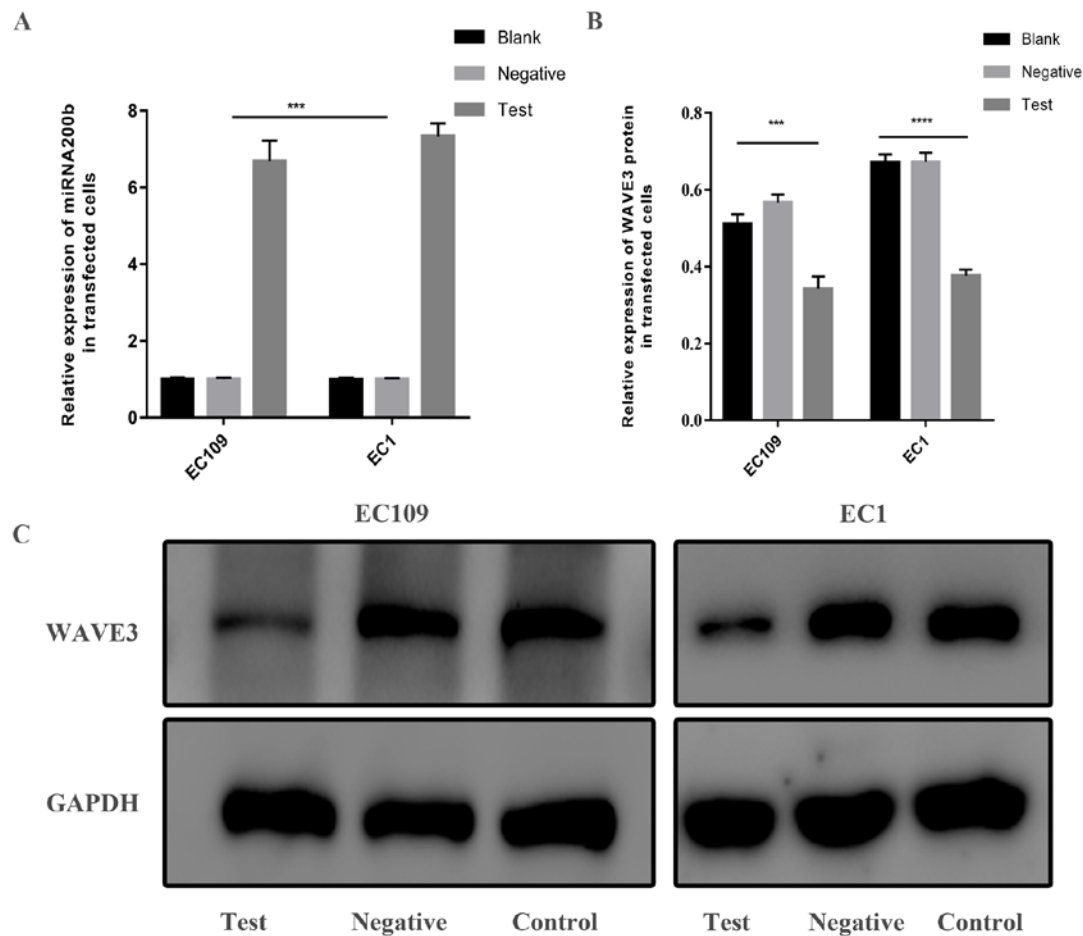 A
Blank
Negative
Test
***
Relative expression of miRNA200b
in transfected cells
8
6
4
2
0
EC109
EC1
B
Blank
Negative
Test
***
****
Relative expression of WAVE3 protein
in transfected cells
0.8
0.6
0.4
0.2
0.0
EC109
EC1
C
EC109
EC1
WAVE3
GAPDH
Test
Negative
Control
Test
Negative
Control